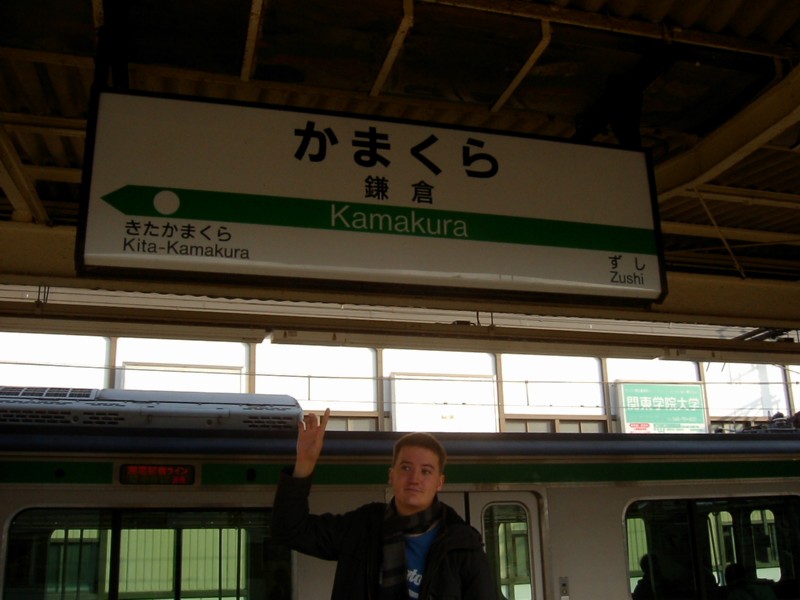 かまくら
鎌倉
Kamakura
きたかまくら
Kita-Kamakura
ずし
Zushi
関東学院大学